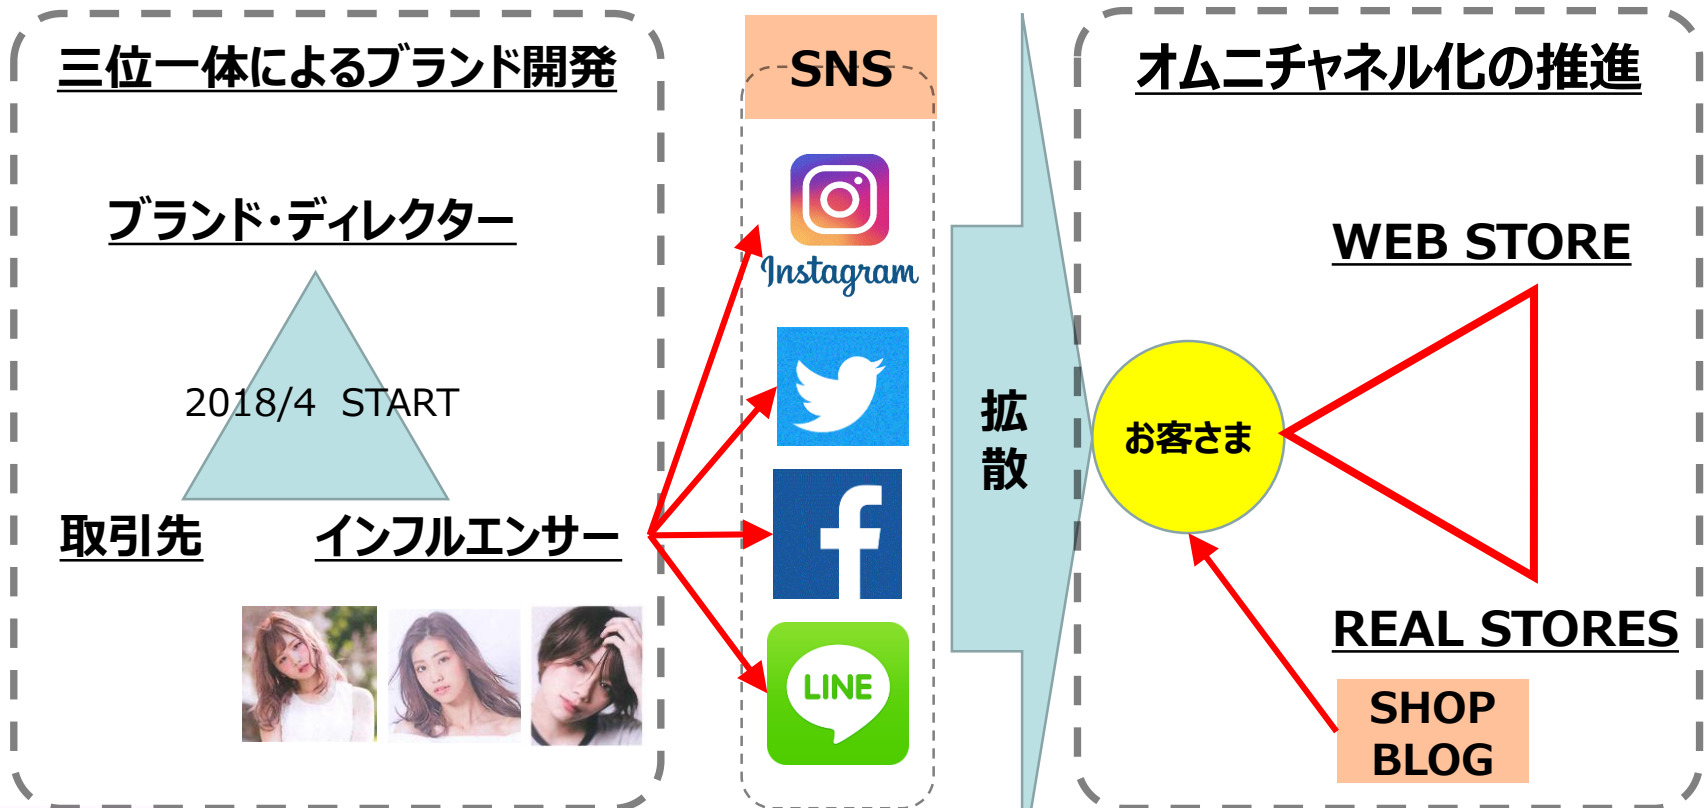 三位一体によるブランド開発
ブランド・ディレクター
2018/4 START
取引先
インフルエンサー
SNS
Instagram
f
LINE
拡
散
オムニチャネル化の推進
WEB STORE
お客さま
REAL STORES
SHOP
BLOG